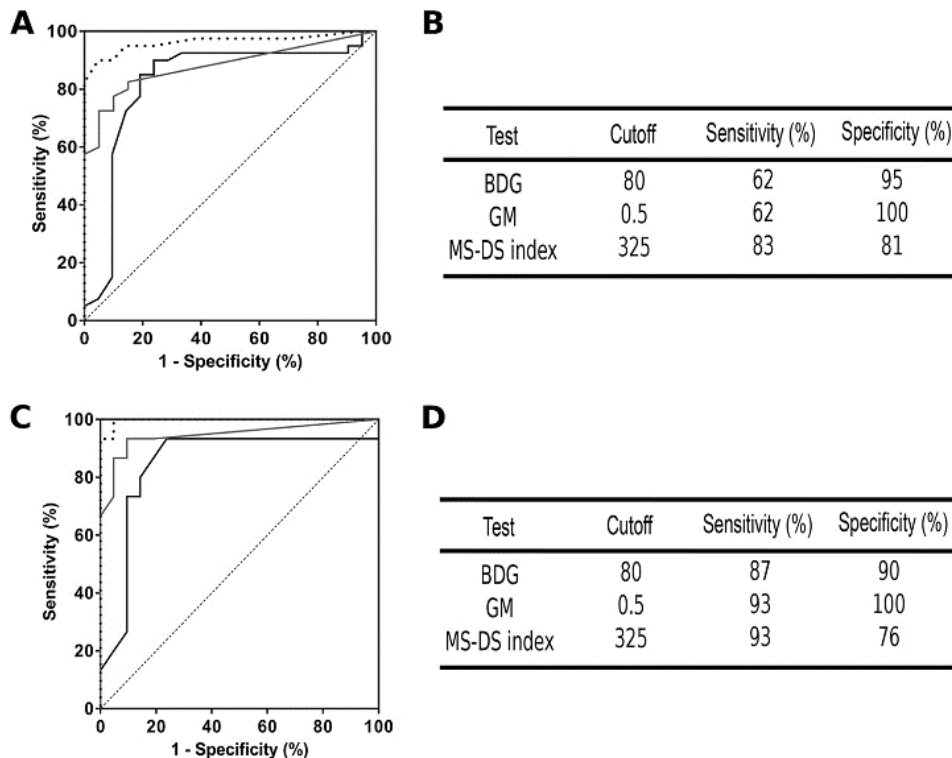 A
100
80
60
40
20
0
Sensitivity (%)
0 20 40 60 80 100
1 - Specificity (%)
B
Test Cutoff Sensitivity (%) Specificity (%)
BDG 80 62 95
GM 0.5 62 100
MS-DS index 325 83 81
C
100
80
60
40
20
0
Sensitivity (%)
0 20 40 60 80 100
1 - Specificity (%)
D
Test Cutoff Sensitivity (%) Specificity (%)
BDG 80 87 90
GM 0.5 93 100
MS-DS index 325 93 76